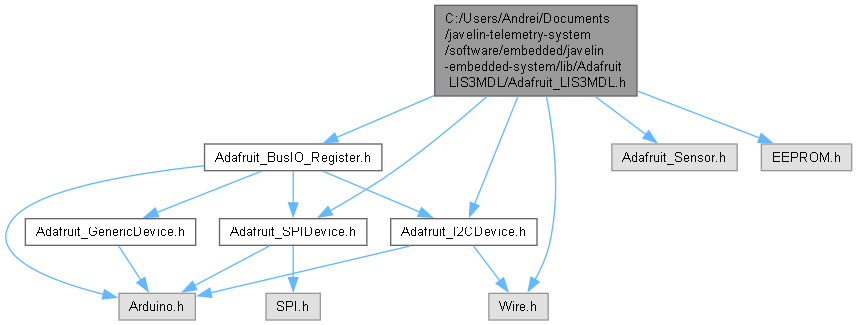 C:/Users/Andrei/Documents
/javelin-telemetry-system
/software/embedded/javelin
-embedded-system/lib/Adafruit
LIS3MDL/Adafruit_LIS3MDL.h
Adafruit_BusIO_Register.h
Adafruit_Sensor.h
EEPROM.h
Adafruit_GenericDevice.h
Adafruit_SPIDevice.h
Adafruit_I2CDevice.h
Arduino.h
SPI.h
Wire.h